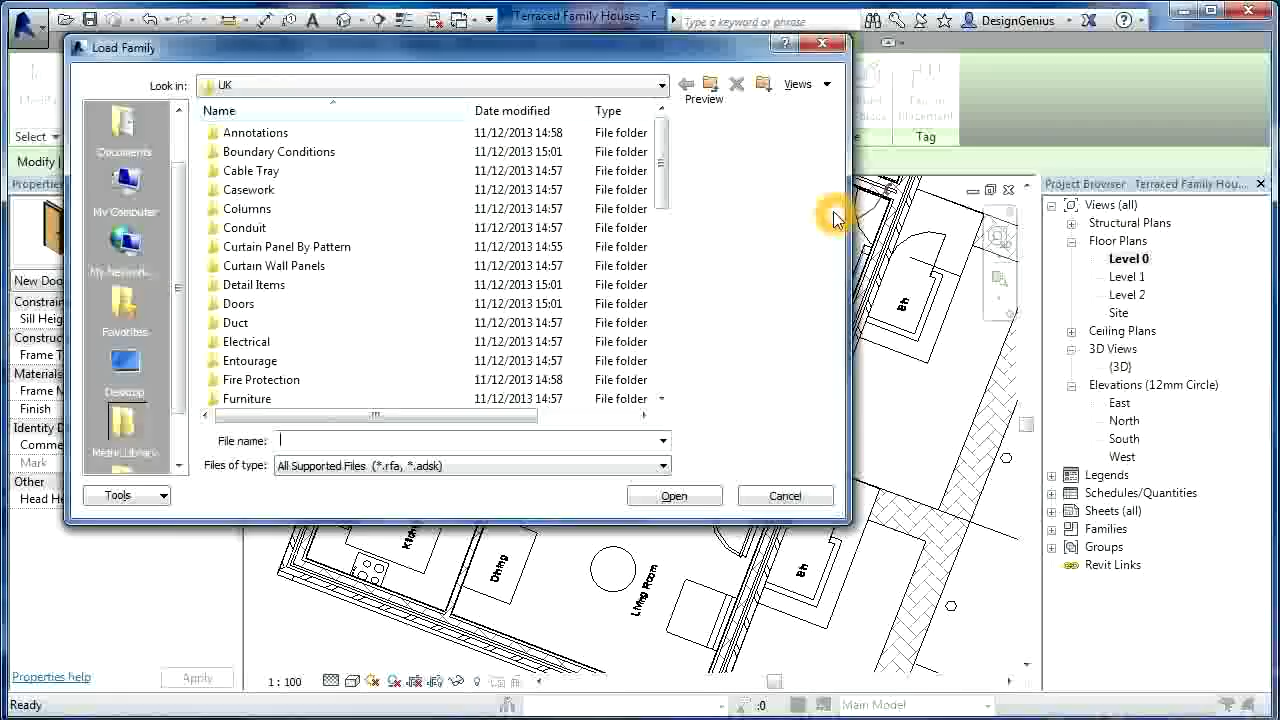 Terraced Family Houses - F...
Type a keyword or phrase
DesignGenius
Load Family
Look in:
UK
Views
Preview
Name
Date modified
Type
Annotations 11/12/2013 14:58 File folder
Boundary Conditions 11/12/2013 15:01 File folder
Cable Tray 11/12/2013 14:57 File folder
Casework 11/12/2013 14:57 File folder
Columns 11/12/2013 14:57 File folder
Conduit 11/12/2013 14:57 File folder
Curtain Panel By Pattern 11/12/2013 14:55 File folder
Curtain Wall Panels 11/12/2013 14:57 File folder
Detail Items 11/12/2013 15:01 File folder
Doors 11/12/2013 15:01 File folder
Duct 11/12/2013 14:57 File folder
Electrical 11/12/2013 14:57 File folder
Entourage 11/12/2013 14:57 File folder
Fire Protection 11/12/2013 14:58 File folder
Furniture 11/12/2013 14:57 File folder
Documents
My Computer
My Networ...
Favorites
Desktop
Metric Library
File name:
Files of type: All Supported Files (*.rfa, *.adsk)
Tools
Open
Cancel
Select
Tag
Modify |
Properties
New Doo
Constrain
Sill Heig
Construc
Frame T
Materials
Frame M
Finish
Identity D
Comme
Mark
Other
Head He
Properties help
Apply
Kitch
Dining
Living Room
Bth
Bth
Project Browser - Terraced Family Hou...
Views (all)
Structural Plans
Floor Plans
Level 0
Level 1
Level 2
Site
Ceiling Plans
3D Views
{3D}
Elevations (12mm Circle)
East
North
South
West
Legends
Schedules/Quantities
Sheets (all)
Families
Groups
Revit Links
1 : 100
Ready
:0
Main Model